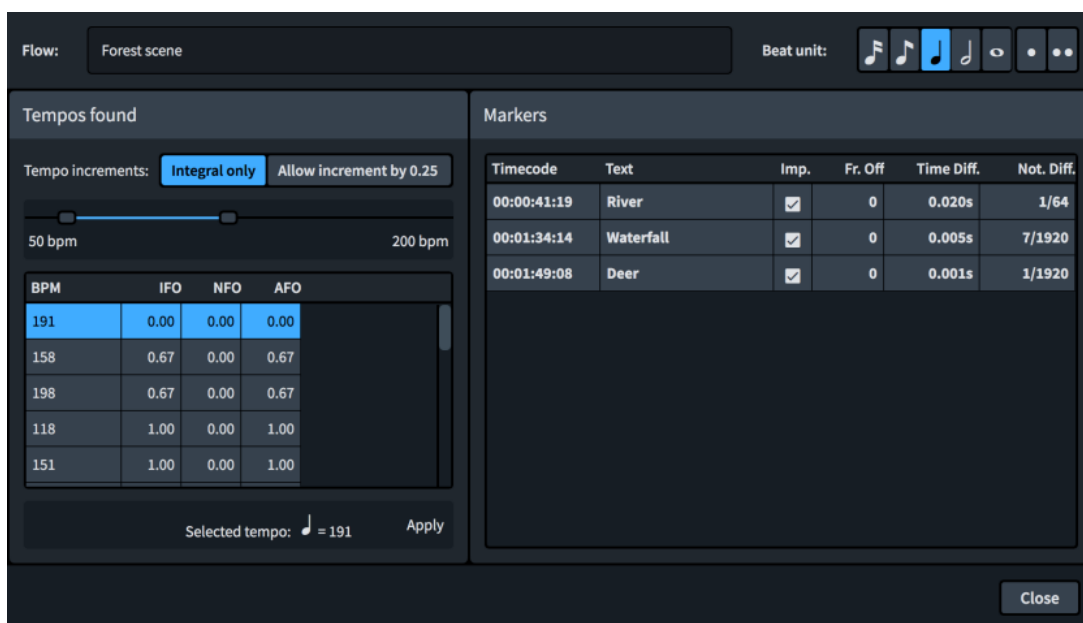 Flow: Forest scene Beat unit:
Tempos found
Tempo increments: Integral only Allow increment by 0.25
50 bpm 200 bpm
BPM IFO NFO AFO
191 0.00 0.00 0.00
158 0.67 0.00 0.67
198 0.67 0.00 0.67
118 1.00 0.00 1.00
151 1.00 0.00 1.00
Selected tempo: = 191 Apply
Markers
Timecode Text Imp. Fr. Off Time Diff. Not. Diff.
00:00:41:19 River 0 0.020s 1/64
00:01:34:14 Waterfall 0 0.005s 7/1920
00:01:49:08 Deer 0 0.001s 1/1920
Close